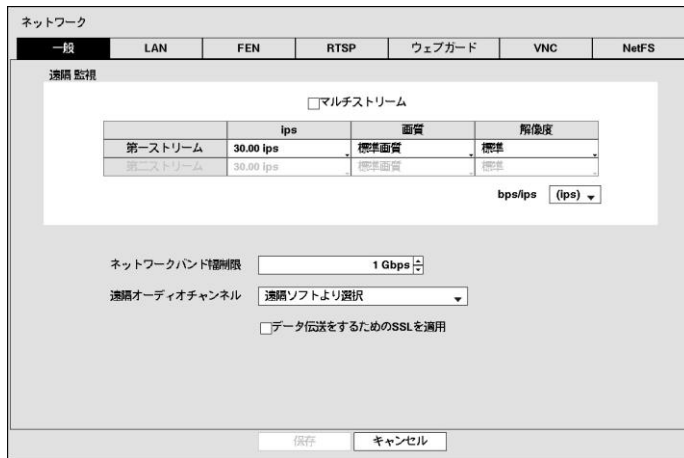 ネットワーク
一般 LAN FEN RTSP ウェブガード VNC NetFS
遠隔 監視
マルチストリーム
ips 画質 解像度
第一ストリーム 30.00 ips 標準画質 標準
第二ストリーム 30.00 ips 標準画質 標準
bps/ips (ips)
ネットワークバンド幅制限 1 Gbps
遠隔オーディオチャンネル 遠隔ソフトより選択
データ伝送をするためのSSLを適用
保存 キャンセル